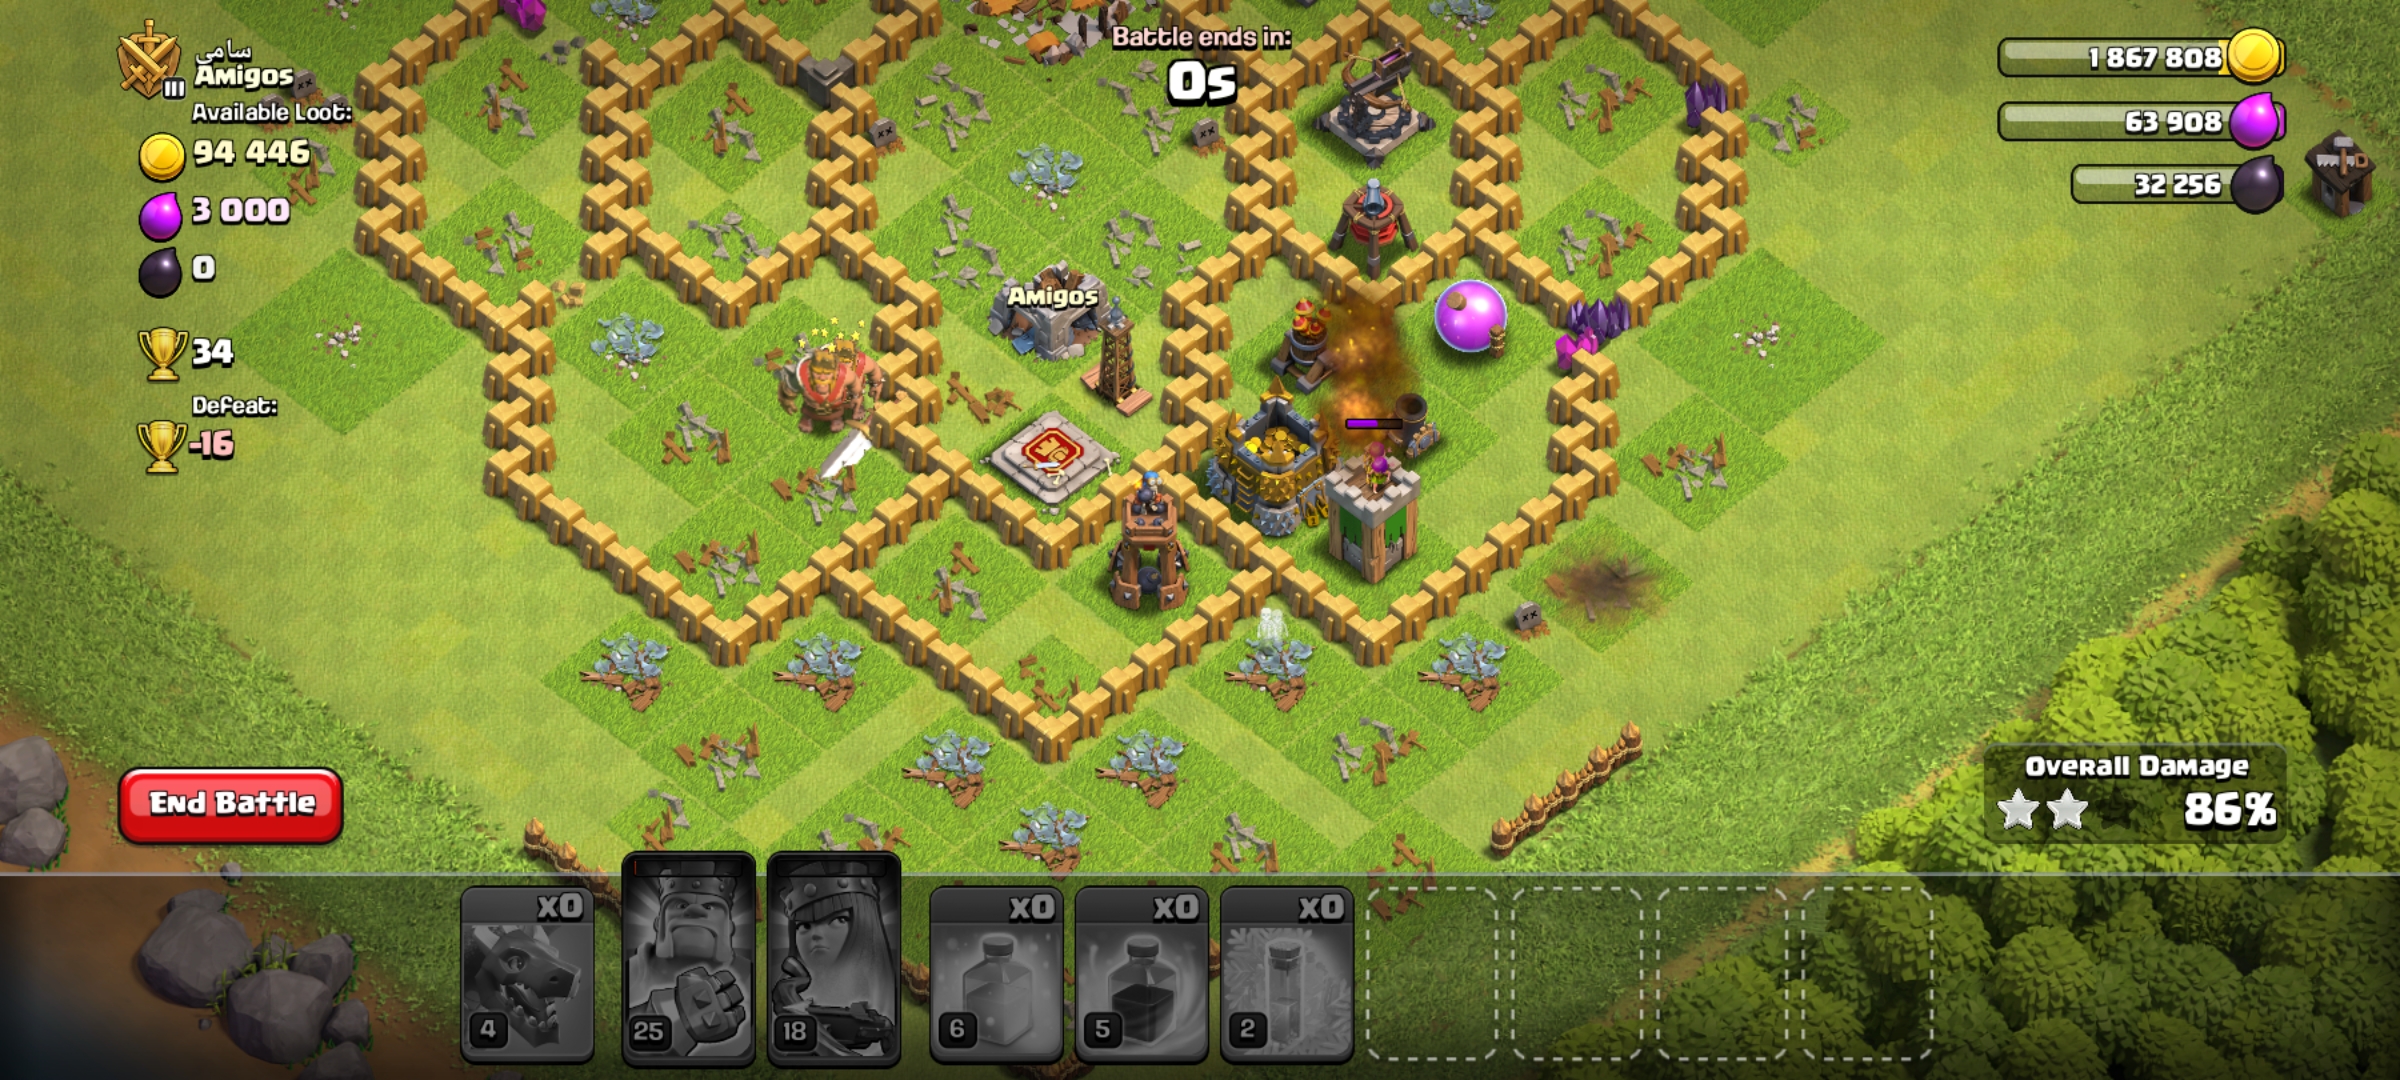 سامي
Amigos
III
Available Loot:
94 446
3 000
0
34
Defeat:
-16
Battle ends in:
0s
1 867 808
63 908
32 256
Amigos
End Battle
Overall Damage
86%
x0
4
25
18
x0
6
x0
5
x0
2